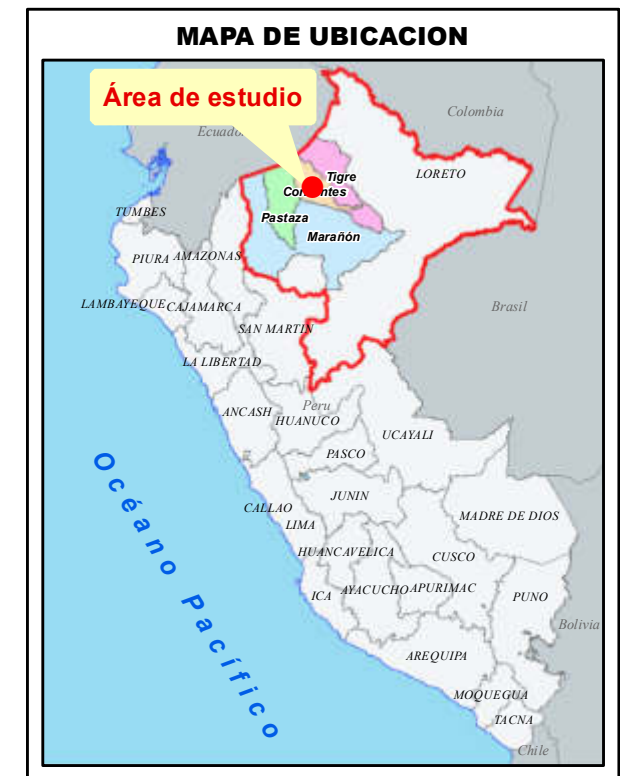 MAPA DE UBICACION
Área de estudio
Colombia
Ecuador
Tigre
LORETO
Corrientes
Pastaza
TUMBES
Marañón
PIURA
AMAZONAS
Brasil
LAMBAYEQUE
CAJAMARCA
SAN MARTIN
LA LIBERTAD
Peru
ANCASH
HUANUCO
UCAYALI
PASCO
Océano Pacífico
JUNIN
CALLAO
MADRE DE DIOS
LIMA
HUANCAVELICA
CUSCO
ICA
AYACUCHO
APURIMAC
PUNO
Bolivia
AREQUIPA
MOQUEGUA
TACNA
Chile